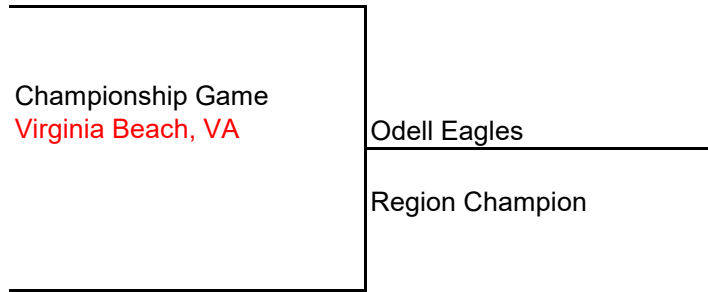 Championship Game
Virginia Beach, VA
Odell Eagles
Region Champion